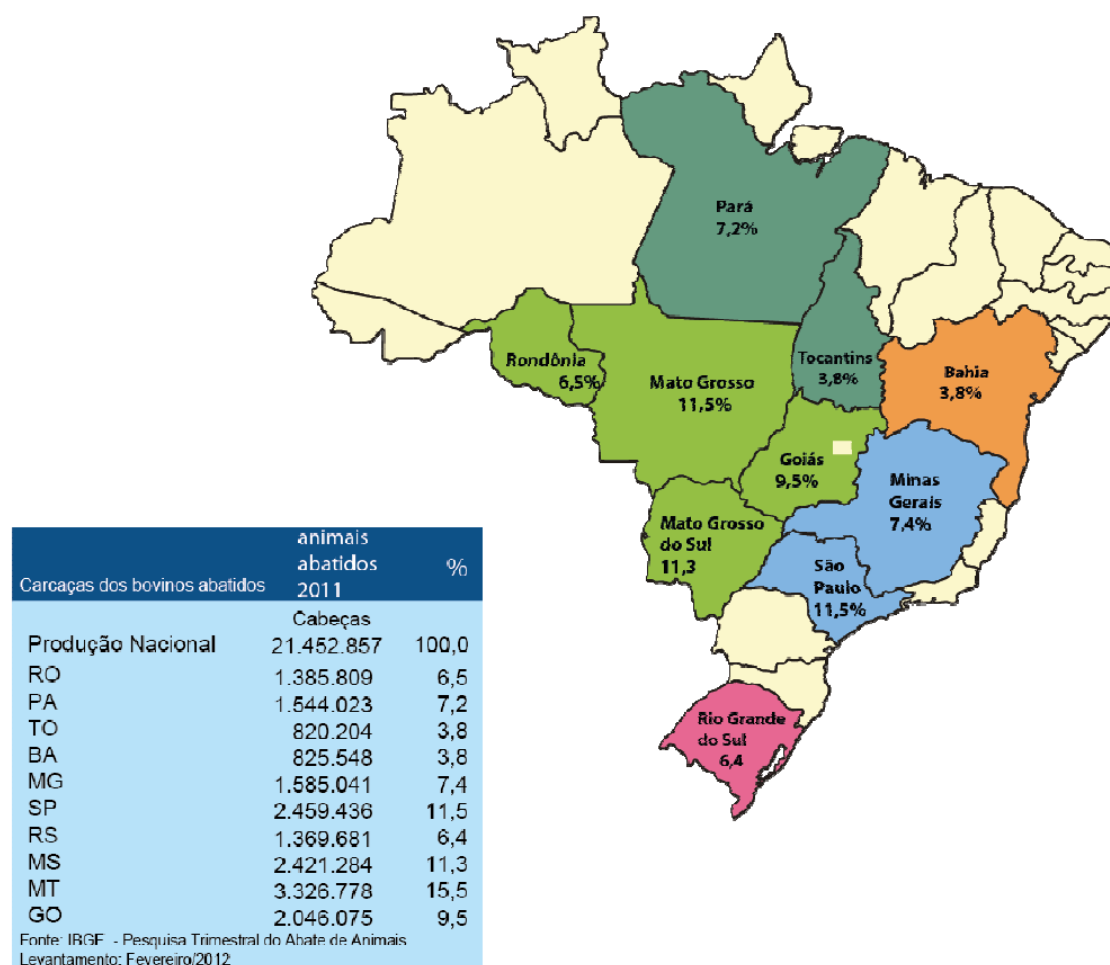 Pará
7,2%
Rondônia
6,5%
Mato Grosso
11,5%
Tocantins
3,8%
Bahia
3,8%
Goiás
9,5%
Minas
Gerais
7,4%
Mato Grosso
do Sul
11,3
São
Paulo
11,5%
Rio Grande
do Sul
6,4
Carcaças dos bovinos abatidos animais abatidos 2011 %
Cabeças
Produção Nacional 21.452.857 100,0
RO 1.385.809 6,5
PA 1.544.023 7,2
TO 820.204 3,8
BA 825.548 3,8
MG 1.585.041 7,4
SP 2.459.436 11,5
RS 1.369.681 6,4
MS 2.421.284 11,3
MT 3.326.778 15,5
GO 2.046.075 9,5
Fonte: IBGE - Pesquisa Trimestral do Abate de Animais
Levantamento: Fevereiro/2012